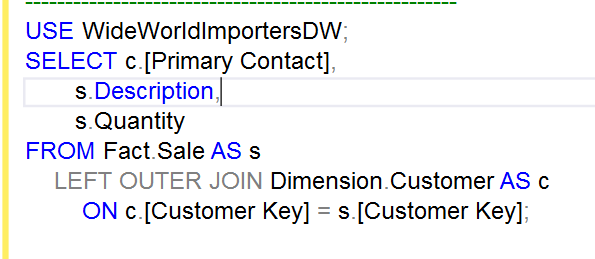 --------------------------------------------------------
USE WideWorldImportersDW;
SELECT c.[Primary Contact],
s.Description,
s.Quantity
FROM Fact.Sale AS s
LEFT OUTER JOIN Dimension.Customer AS c
ON c.[Customer Key] = s.[Customer Key];